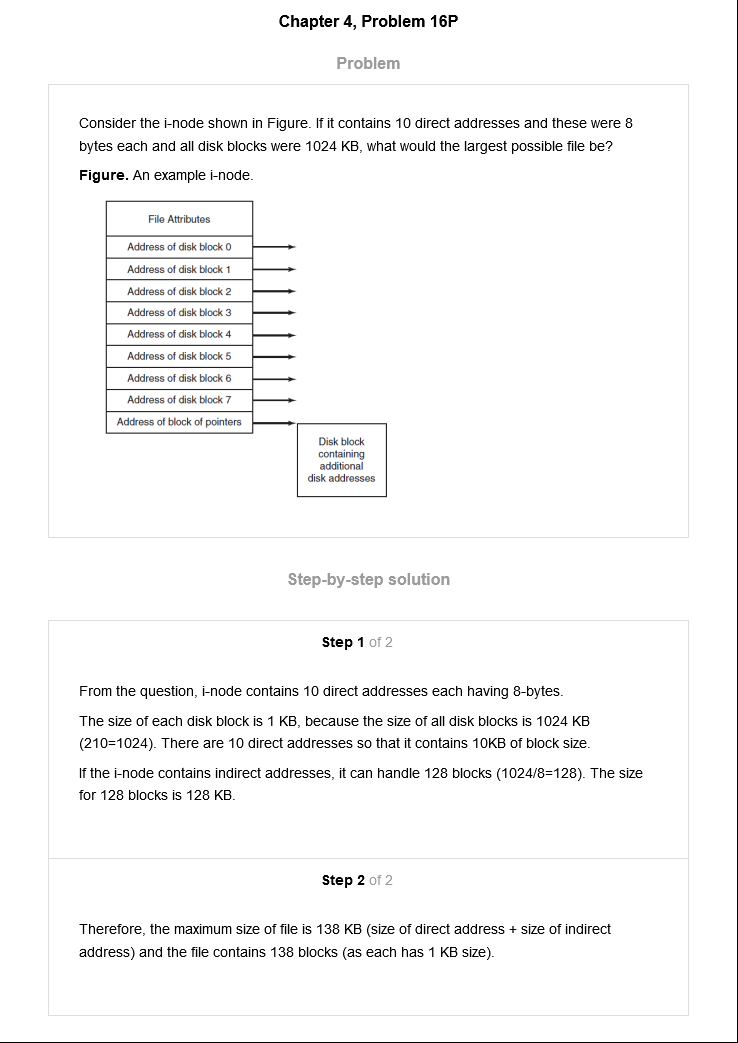 Chapter 4, Problem 16P
Problem
Consider the i-node shown in Figure. If it contains 10 direct addresses and these were 8
bytes each and all disk blocks were 1024 KB, what would the largest possible file be?
Figure. An example i-node.
File Attributes
Address of disk block 0
Address of disk block 1
Address of disk block 2
Address of disk block 3
Address of disk block 4
Address of disk block 5
Address of disk block 6
Address of disk block 7
Address of block of pointers
Disk block
containing
additional
disk addresses
Step-by-step solution
Step 1 of 2
From the question, i-node contains 10 direct addresses each having 8-bytes.
The size of each disk block is 1 KB, because the size of all disk blocks is 1024 KB
(210=1024). There are 10 direct addresses so that it contains 10KB of block size.
If the i-node contains indirect addresses, it can handle 128 blocks (1024/8=128). The size
for 128 blocks is 128 KB.
Step 2 of 2
Therefore, the maximum size of file is 138 KB (size of direct address + size of indirect
address) and the file contains 138 blocks (as each has 1 KB size).